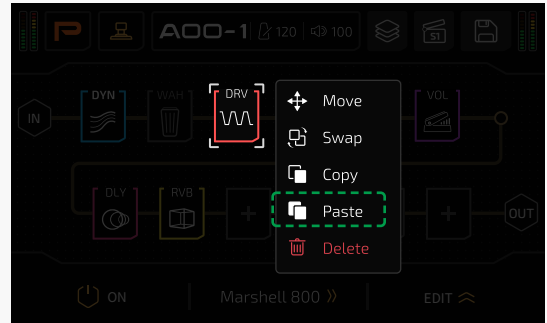 A00-1 120 100 S1
IN DYN WAH DRV VOL
Move
Swap
Copy
Paste
Delete
DLY RVB OUT
ON Marshell 800 EDIT